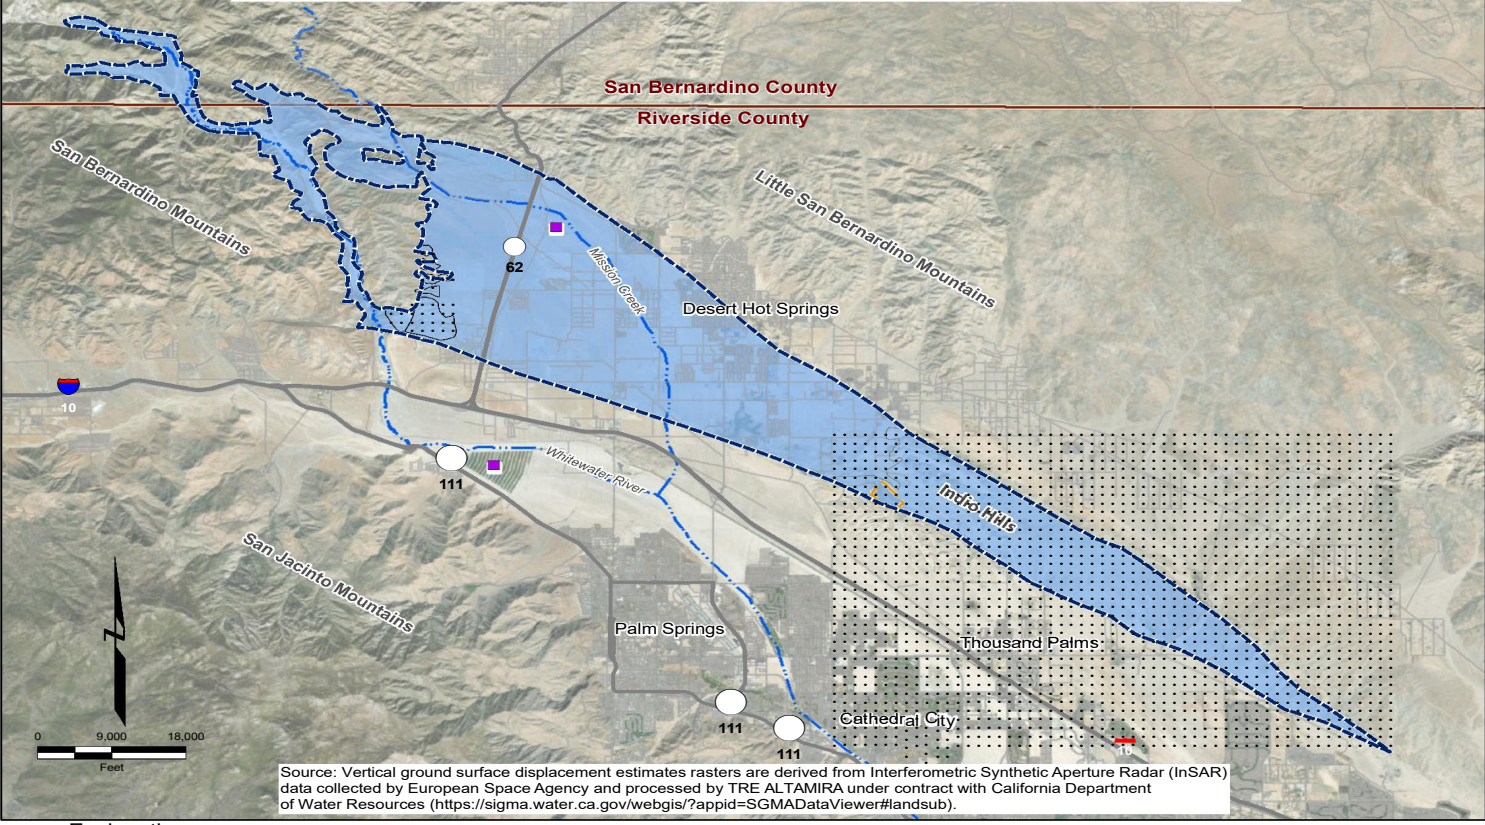 San Bernardino County
Riverside County
San Bernardino Mountains
Little San Bernardino Mountains
62
Mission Creek
Desert Hot Springs
10
111
Whitewater River
Indio Hills
San Jacinto Mountains
Palm Springs
Thousand Palms
111
Cathedral City
111
10
0 9,000 18,000
Feet
Source: Vertical ground surface displacement estimates rasters are derived from Interferometric Synthetic Aperture Radar (InSAR)
data collected by European Space Agency and processed by TRE ALTAMIRA under contract with California Department
of Water Resources (https://sigma.water.ca.gov/webgis/?appid=SGMADataViewer#landsub).